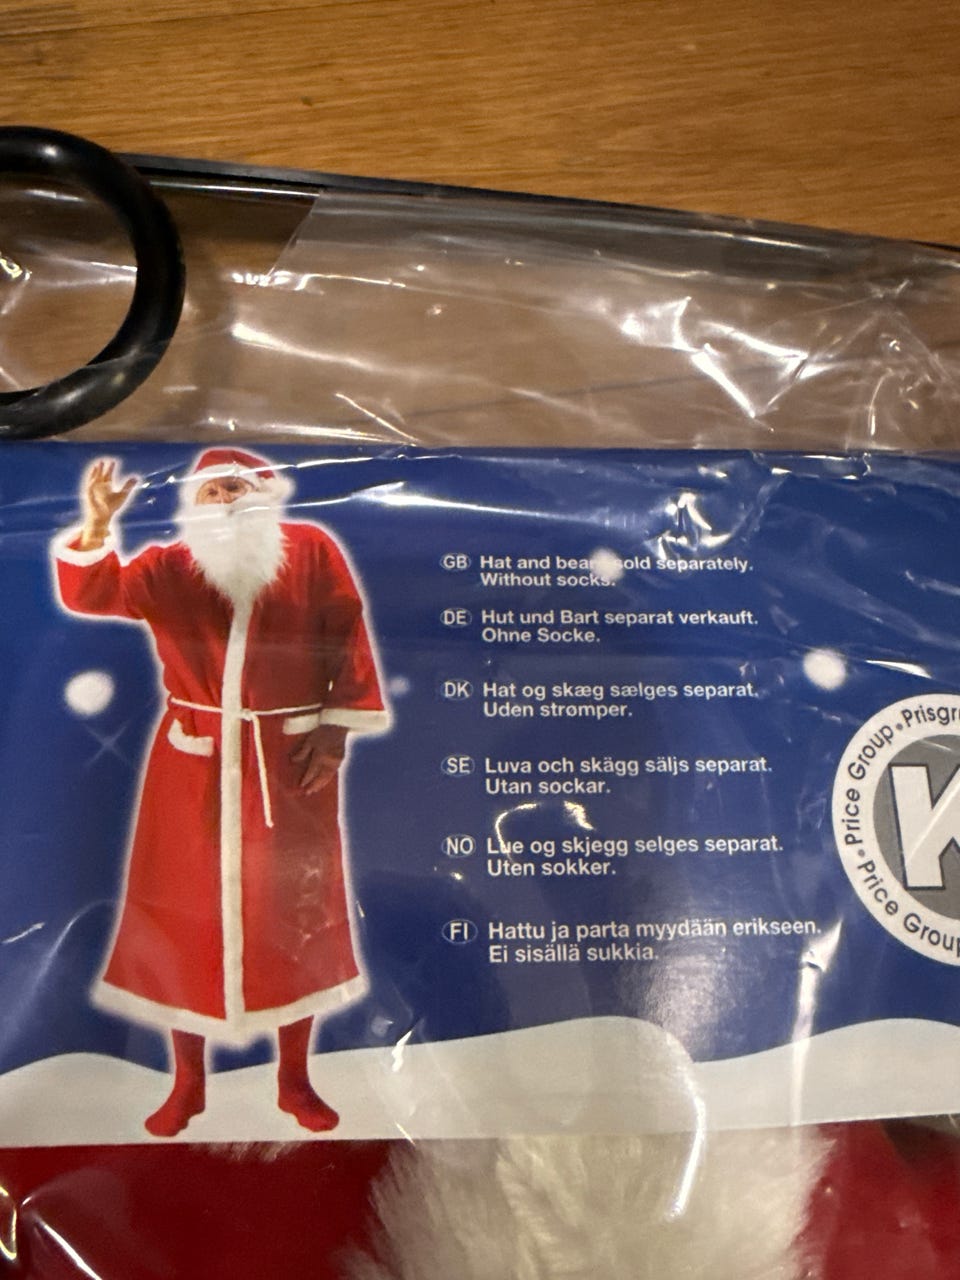 GB Hat and beard sold separately.
Without socks.
DE Hut und Bart separat verkauft.
Ohne Socke.
DK Hat og skæg sælges separat.
Uden strømper.
SE Luva och skägg säljs separat.
Utan sockar.
NO Lue og skjegg selges separat.
Uten sokker.
FI Hattu ja parta myydään erikseen.
Ei sisällä sukkia.
Price Group • Price Group •
K